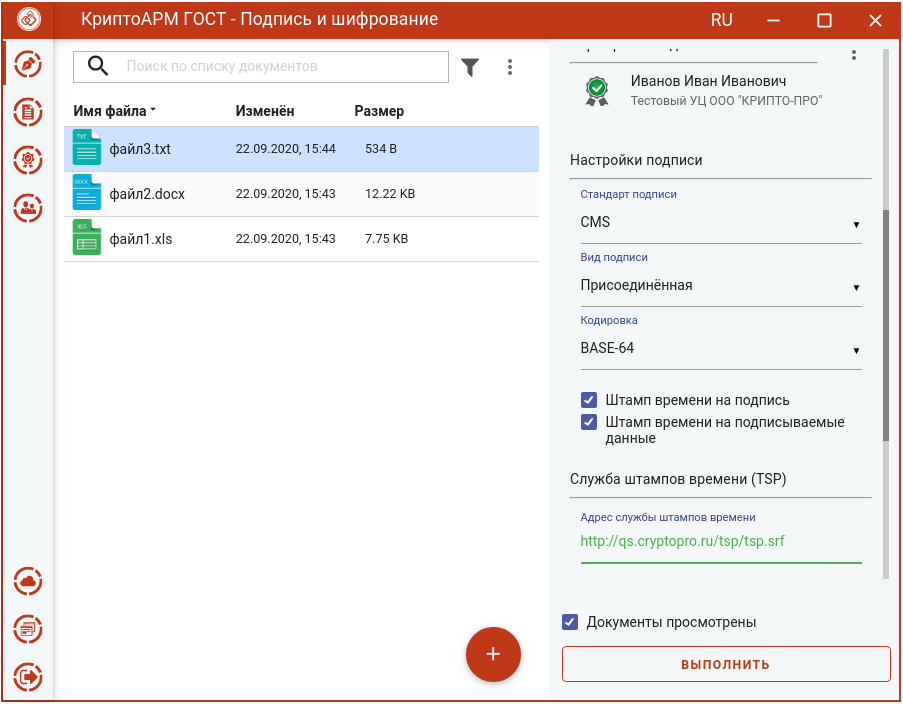 КриптоАРМ ГОСТ - Подпись и шифрование
RU
Поиск по списку документов
Имя файла Изменён Размер
TXT
файл3.txt 22.09.2020, 15:44 534 B
DOCX
файл2.docx 22.09.2020, 15:43 12.22 KB
XLS
файл1.xls 22.09.2020, 15:43 7.75 KB
Иванов Иван Иванович
Тестовый УЦ ООО "КРИПТО-ПРО"
Настройки подписи
Стандарт подписи
CMS
Вид подписи
Присоединённая
Кодировка
BASE-64
Штамп времени на подпись
Штамп времени на подписываемые
данные
Служба штампов времени (TSP)
Адрес службы штампов времени
http://qs.cryptopro.ru/tsp/tsp.srf
Документы просмотрены
ВЫПОЛНИТЬ